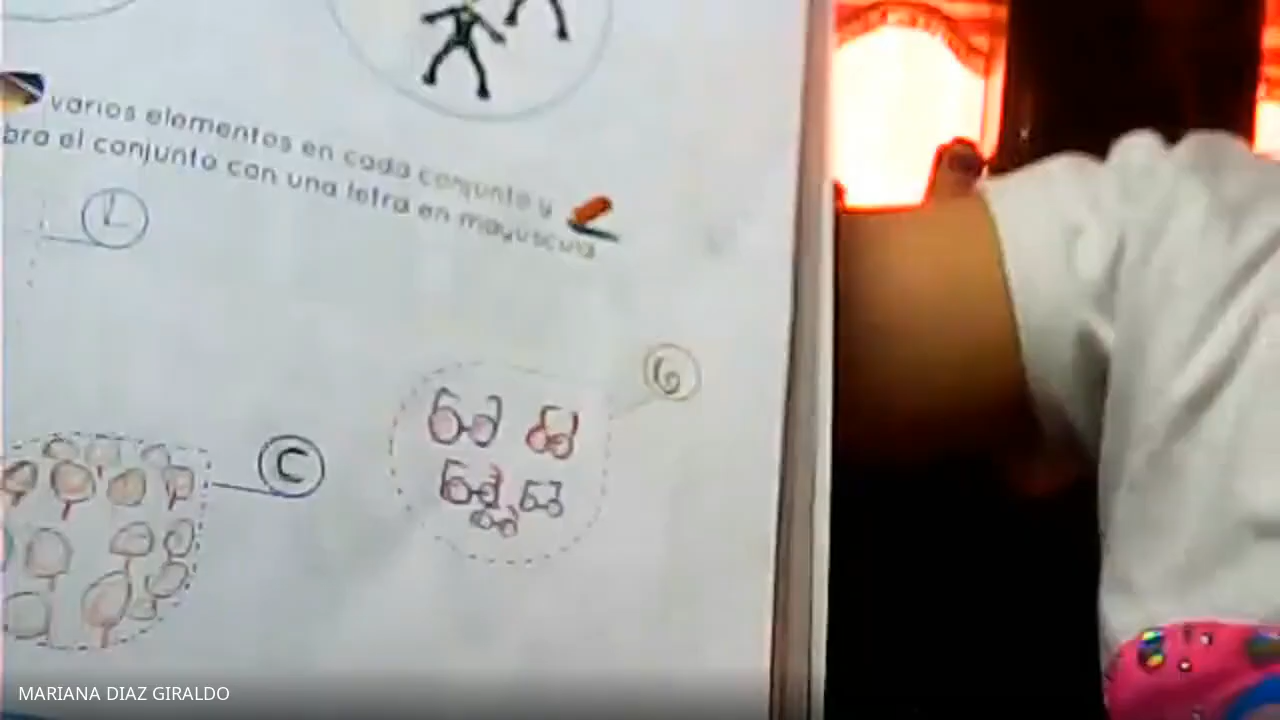 varios elementos en cada conjunto y
bra el conjunto con una letra en mayúscula
L
G
C
MARIANA DIAZ GIRALDO